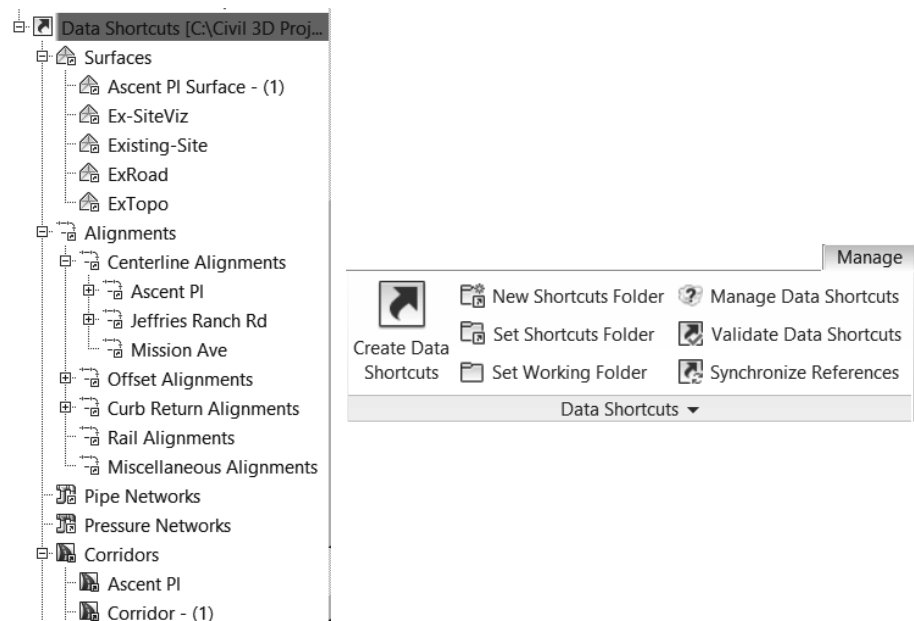 Data Shortcuts [C:\Civil 3D Proj...
Surfaces
Ascent Pl Surface - (1)
Ex-SiteViz
Existing-Site
ExRoad
ExTopo
Alignments
Centerline Alignments
Ascent Pl
Jeffries Ranch Rd
Mission Ave
Offset Alignments
Curb Return Alignments
Rail Alignments
Miscellaneous Alignments
Pipe Networks
Pressure Networks
Corridors
Ascent Pl
Corridor - (1)
Manage
Create Data
Shortcuts
New Shortcuts Folder
Set Shortcuts Folder
Set Working Folder
Manage Data Shortcuts
Validate Data Shortcuts
Synchronize References
Data Shortcuts